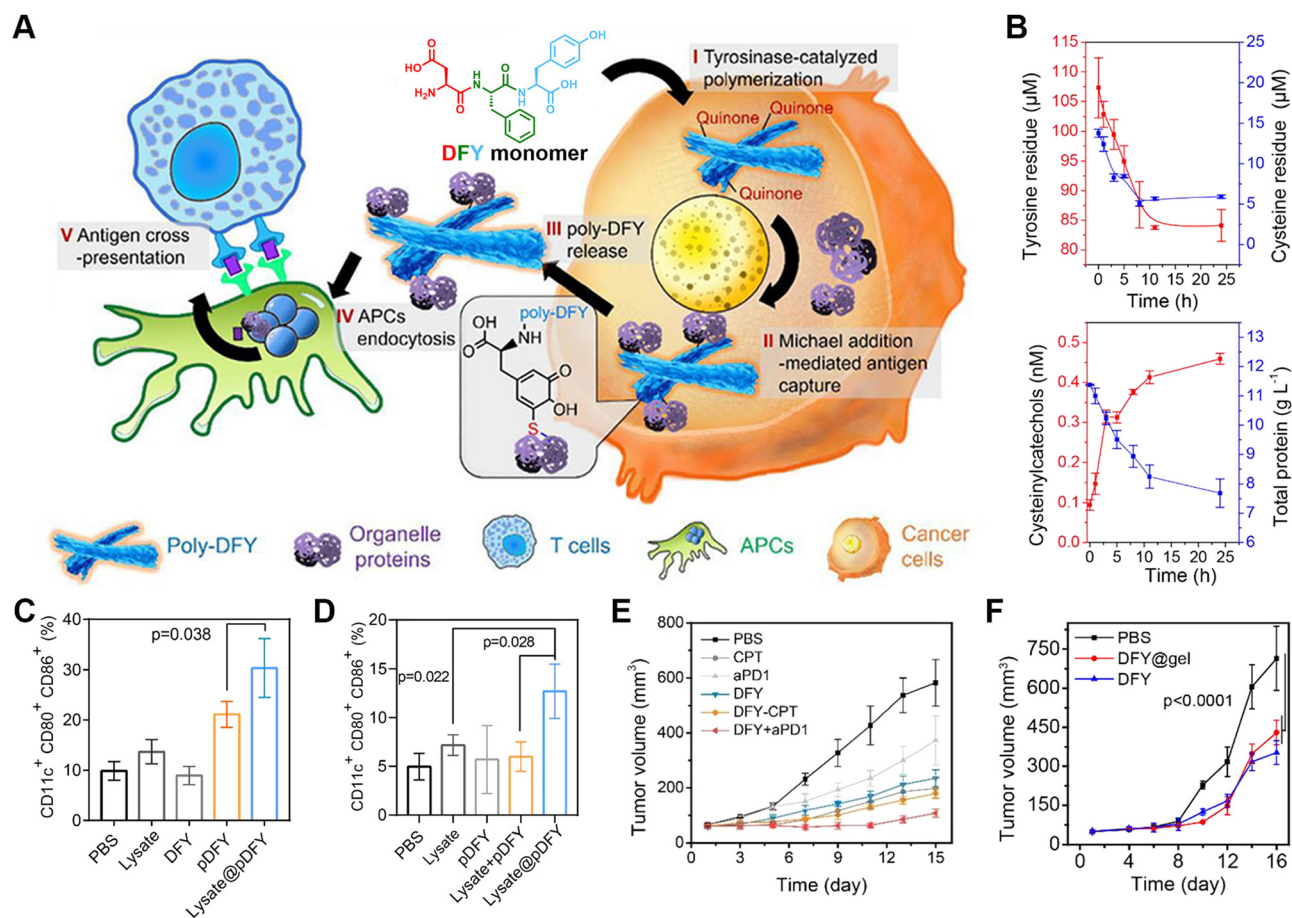 A
O
OH
HO
O
H
N
O
O
OH
H₂N
O
N
H
DFY monomer
I Tyrosinase-catalyzed
polymerization
Quinone
Quinone
Quinone
V Antigen cross
-presentation
III poly-DFY
release
IV APCs
endocytosis
II Michael addition
-mediated antigen
capture
poly-DFY
OH
NH
O
O
OH
S
Poly-DFY
Organelle
proteins
T cells
APCs
Cancer
cells
B
Tyrosine residue (μM)
115
110
105
100
95
90
85
80
Cysteine residue (μM)
25
20
15
10
5
0
0 5 10 15 20 25
Time (h)
Cysteinylcatechols (nM)
0.5
0.4
0.3
0.2
0.1
0.0
Total protein (g L⁻¹)
13
12
11
10
9
8
7
6
0 5 10 15 20 25
Time (h)
C
CD11c⁺ CD80⁺ CD86⁺ (%)
40
30
20
10
0
p=0.038
PBS
Lysate
DFY
pDFY
Lysate@pDFY
D
CD11c⁺ CD80⁺ CD86⁺ (%)
20
15
10
5
0
p=0.028
p=0.022
PBS
Lysate
pDFY
Lysate+pDFY
Lysate@pDFY
E
Tumor volume (mm³)
800
600
400
200
0
PBS
CPT
aPD1
DFY
DFY-CPT
DFY+aPD1
0 3 6 9 12 15
Time (day)
F
Tumor volume (mm³)
750
600
450
300
150
0
PBS
DFY@gel
DFY
p<0.0001
0 4 8 12 16
Time (day)